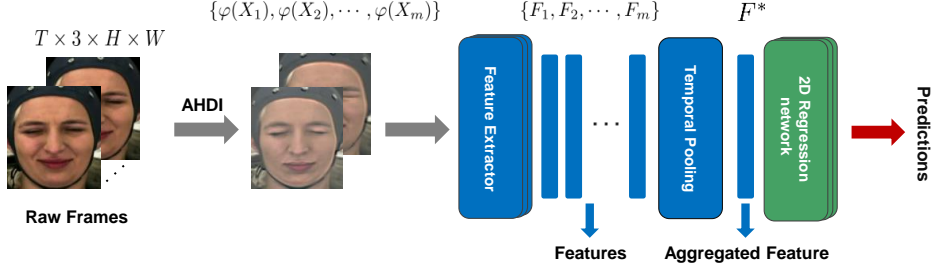 {φ(X₁), φ(X₂), ⋯, φ(Xₘ)}
{F₁, F₂, ⋯, Fₘ}
F*
T × 3 × H × W
AHDI
Raw Frames
Feature Extractor
⋯
Temporal Pooling
2D Regression
network
Predictions
Features
Aggregated Feature